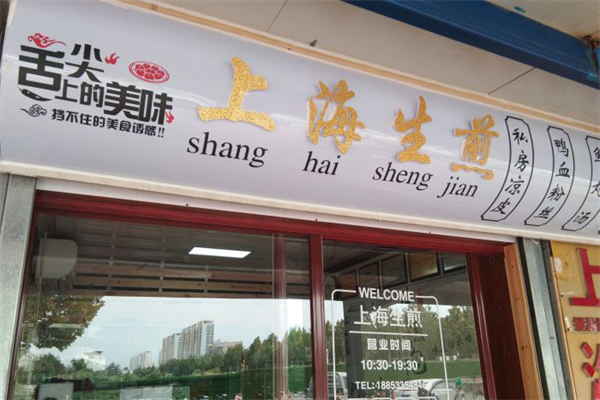 舌尖上的美味
挡不住的美食诱惑!!
上海生煎
shang hai sheng jian
私房凉皮
鸭血粉丝
WELCOME
上海生煎
营业时间
10:30-19:30
上